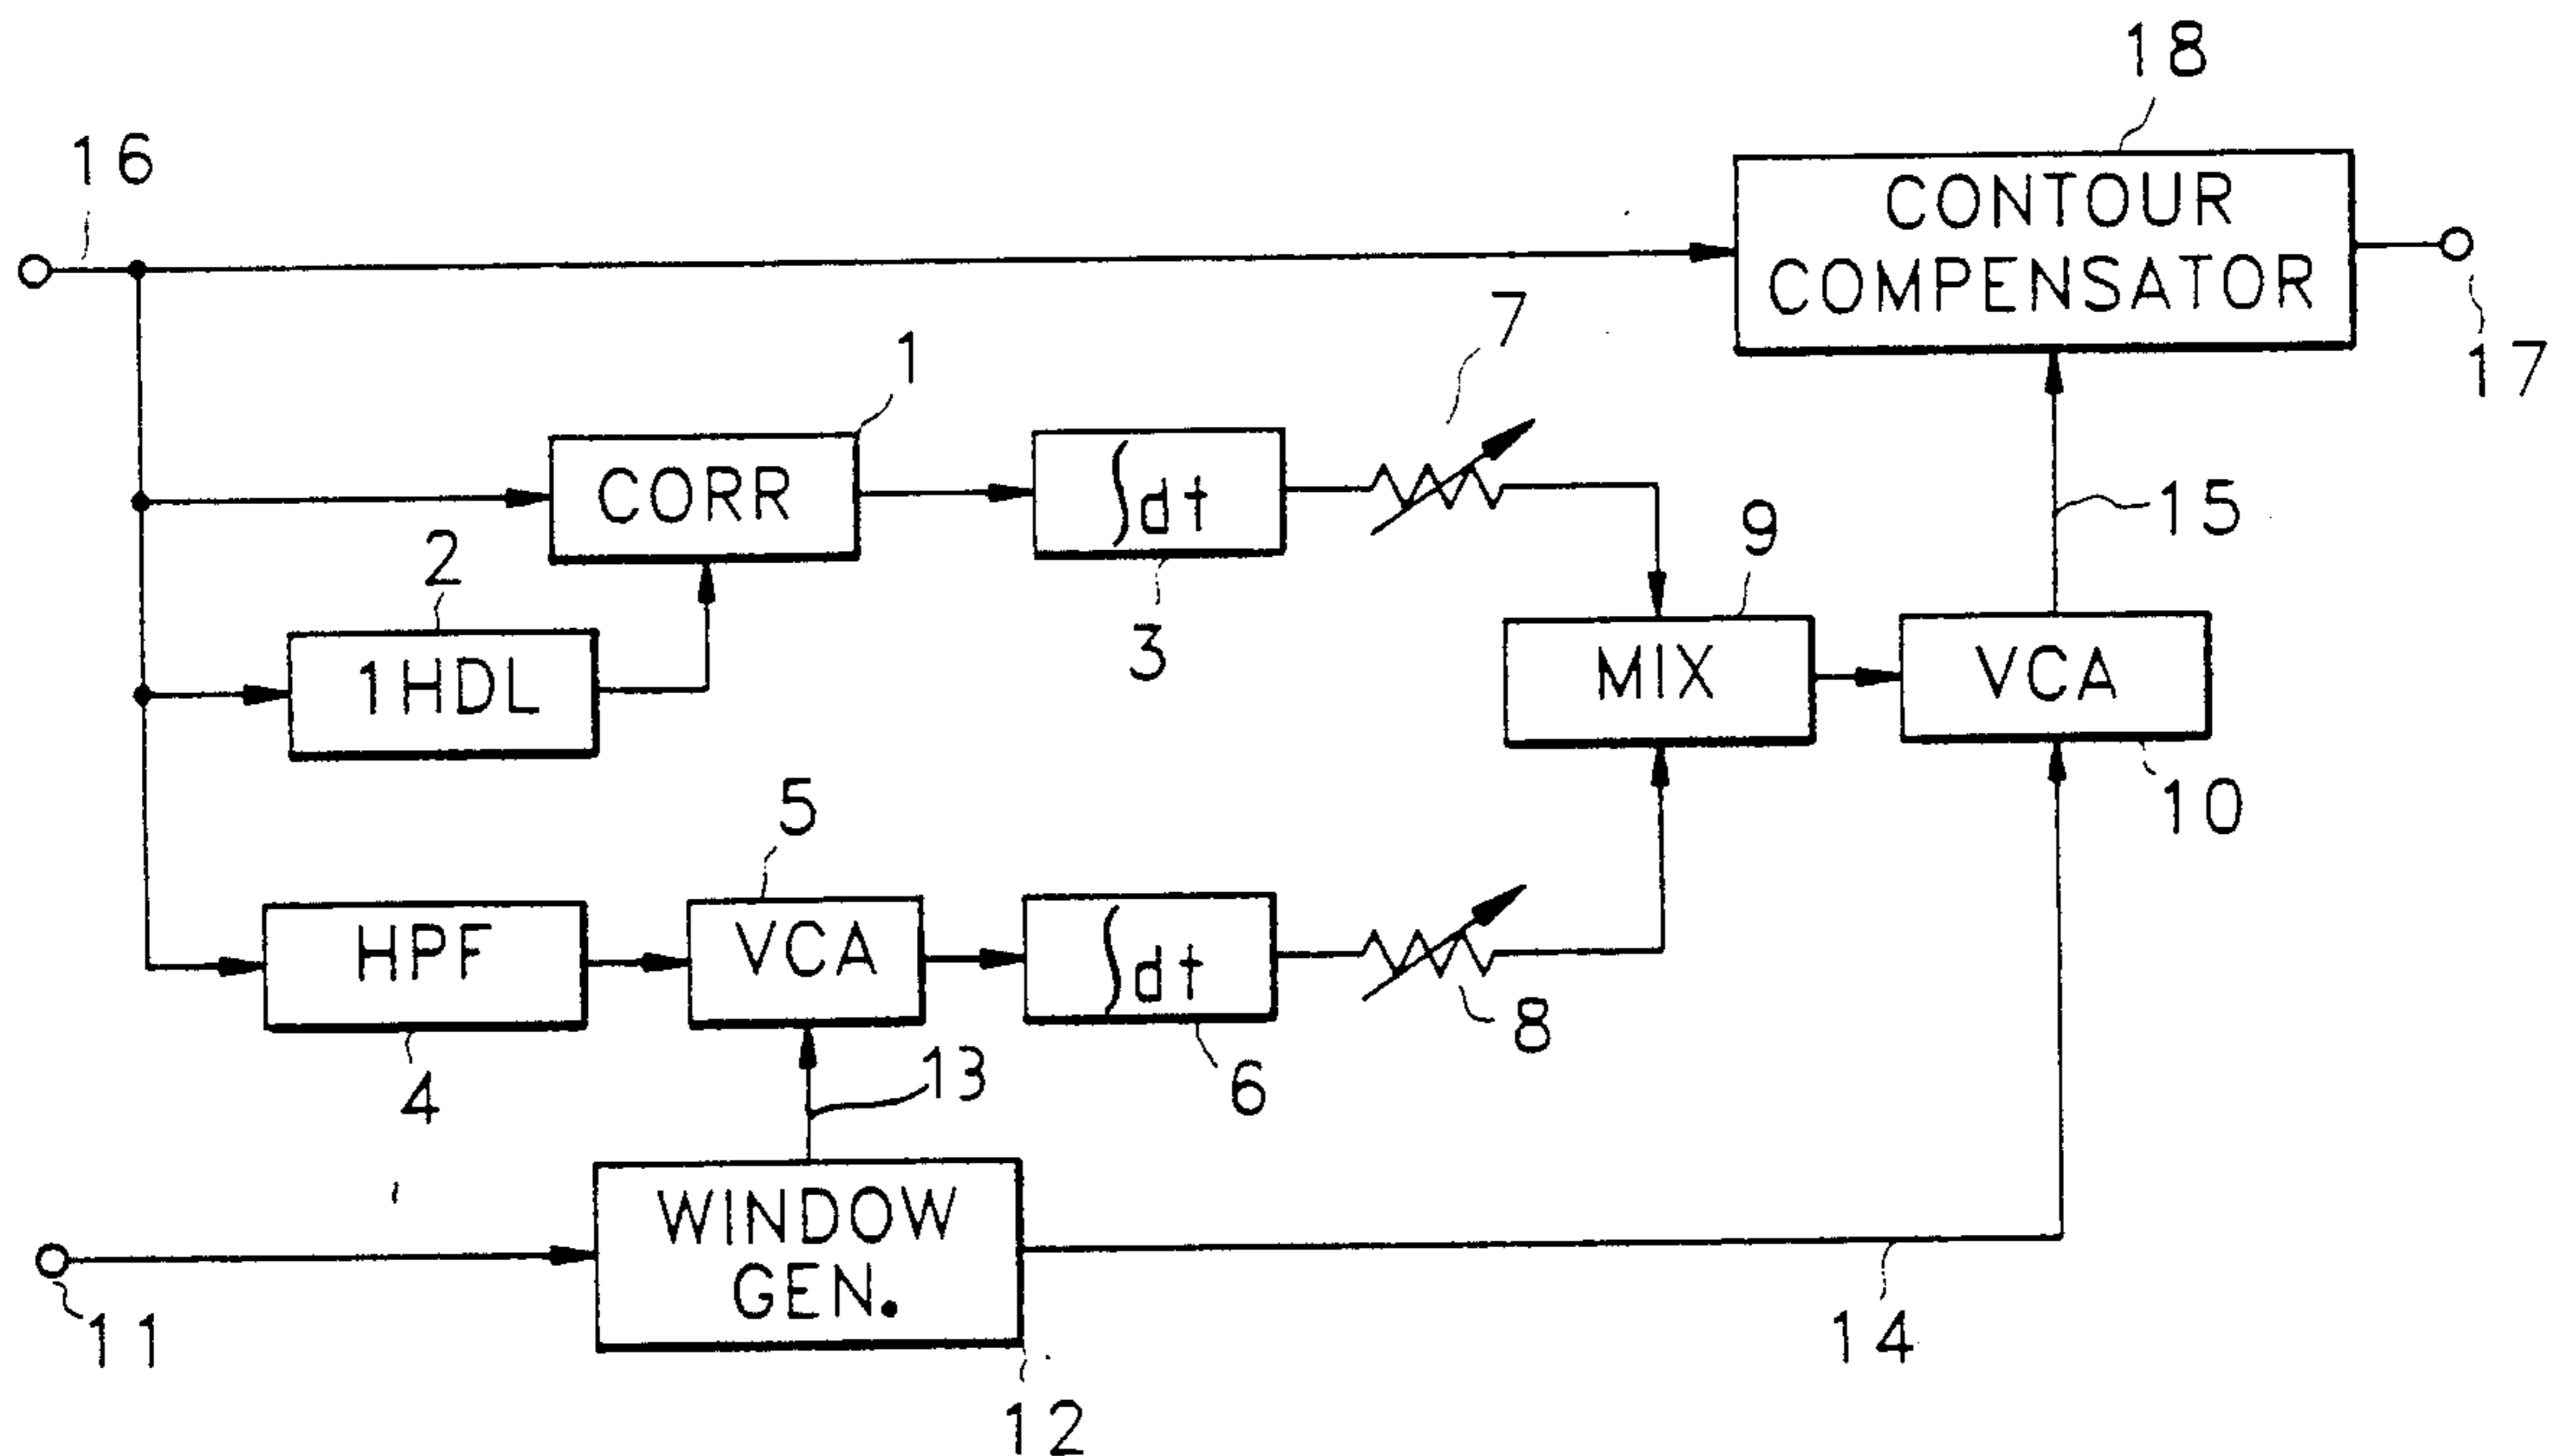 18
16
CONTOUR
COMPENSATOR
7
17
1
CORR
∫dt
15
2
9
3
1HDL
MIX
VCA
5
10
HPF
VCA
∫dt
8
4
13
6
WINDOW
GEN.
11
14
12